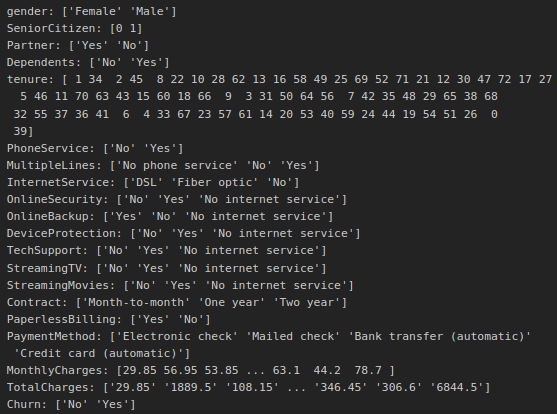 gender: ['Female' 'Male']
SeniorCitizen: [0 1]
Partner: ['Yes' 'No']
Dependents: ['No' 'Yes']
tenure: [ 1 34  2 45  8 22 10 28 62 13 16 58 49 25 69 52 71 21 12 30 47 72 17 27
  5 46 11 70 63 43 15 60 18 66  9  3 31 50 64 56  7 42 35 48 29 65 38 68
 32 55 37 36 41  6  4 33 67 23 57 61 14 20 53 40 59 24 44 19 54 51 26  0
 39]
PhoneService: ['No' 'Yes']
MultipleLines: ['No phone service' 'No' 'Yes']
InternetService: ['DSL' 'Fiber optic' 'No']
OnlineSecurity: ['No' 'Yes' 'No internet service']
OnlineBackup: ['Yes' 'No' 'No internet service']
DeviceProtection: ['No' 'Yes' 'No internet service']
TechSupport: ['No' 'Yes' 'No internet service']
StreamingTV: ['No' 'Yes' 'No internet service']
StreamingMovies: ['No' 'Yes' 'No internet service']
Contract: ['Month-to-month' 'One year' 'Two year']
PaperlessBilling: ['Yes' 'No']
PaymentMethod: ['Electronic check' 'Mailed check' 'Bank transfer (automatic)'
 'Credit card (automatic)']
MonthlyCharges: [29.85 56.95 53.85 ... 63.1  44.2  78.7 ]
TotalCharges: ['29.85' '1889.5' '108.15' ... '346.45' '306.6' '6844.5']
Churn: ['No' 'Yes']